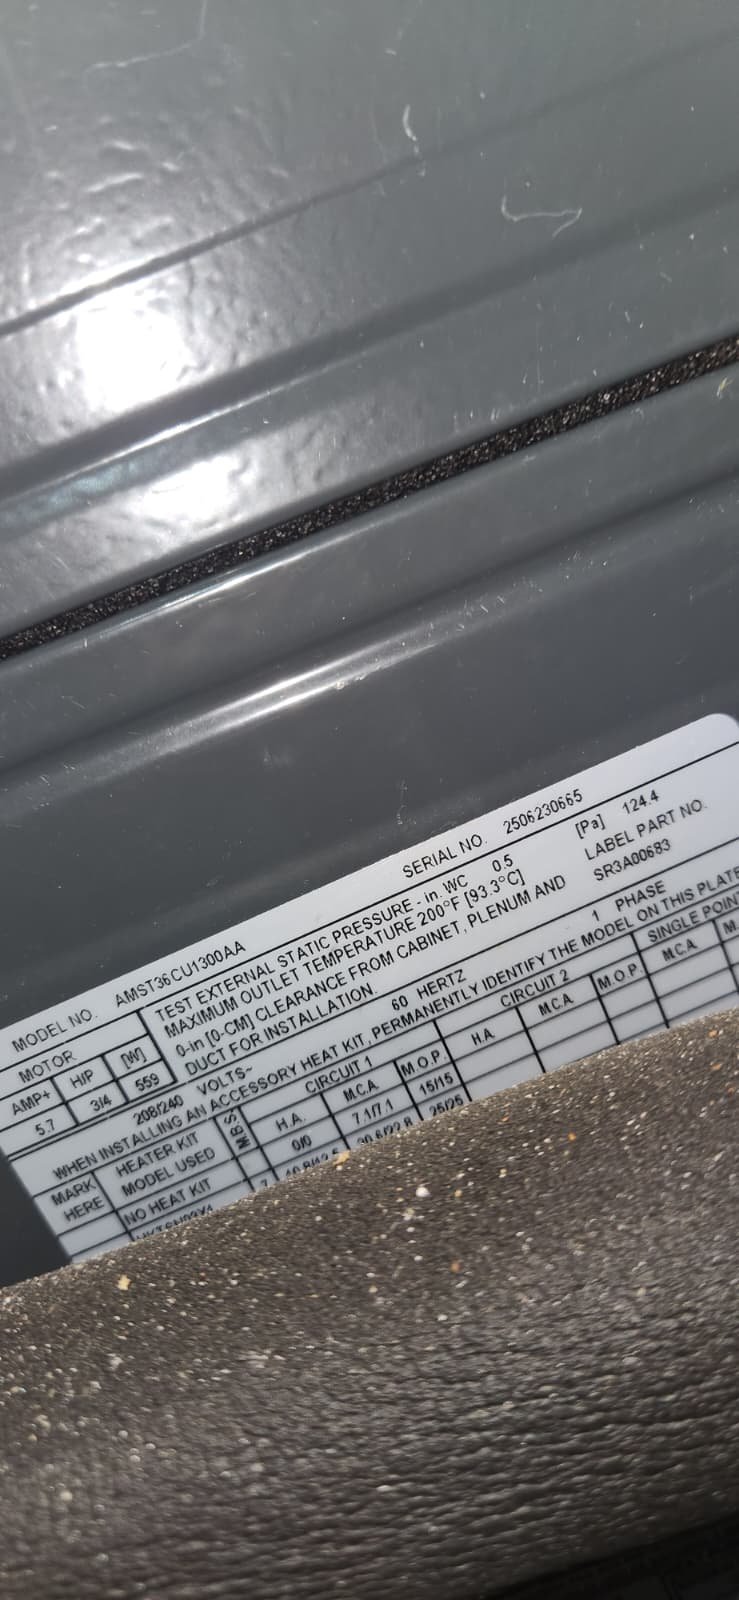 MODEL NO. AMST36CU1300AA SERIAL NO. 2506230665
MOTOR
AMP+ H/P [W]
5.7 3/4 559
TEST EXTERNAL STATIC PRESSURE - in. WC 0.5 [Pa] 124.4
MAXIMUM OUTLET TEMPERATURE 200°F [93.3°C]
0-in [0-CM] CLEARANCE FROM CABINET, PLENUM AND
DUCT FOR INSTALLATION.
LABEL PART NO.
SR3A00683
208/240 VOLTS~ 60 HERTZ 1 PHASE
WHEN INSTALLING AN ACCESSORY HEAT KIT, PERMANENTLY IDENTIFY THE MODEL ON THIS PLATE
MARK HEATER KIT CIRCUIT 1 CIRCUIT 2 SINGLE POINT
HERE MODEL USED MBS- H.A. M.C.A. M.O.P. H.A. M.C.A. M.O.P. M.C.A.
NO HEAT KIT 0/0 7.1/7.1 15/15
25/25